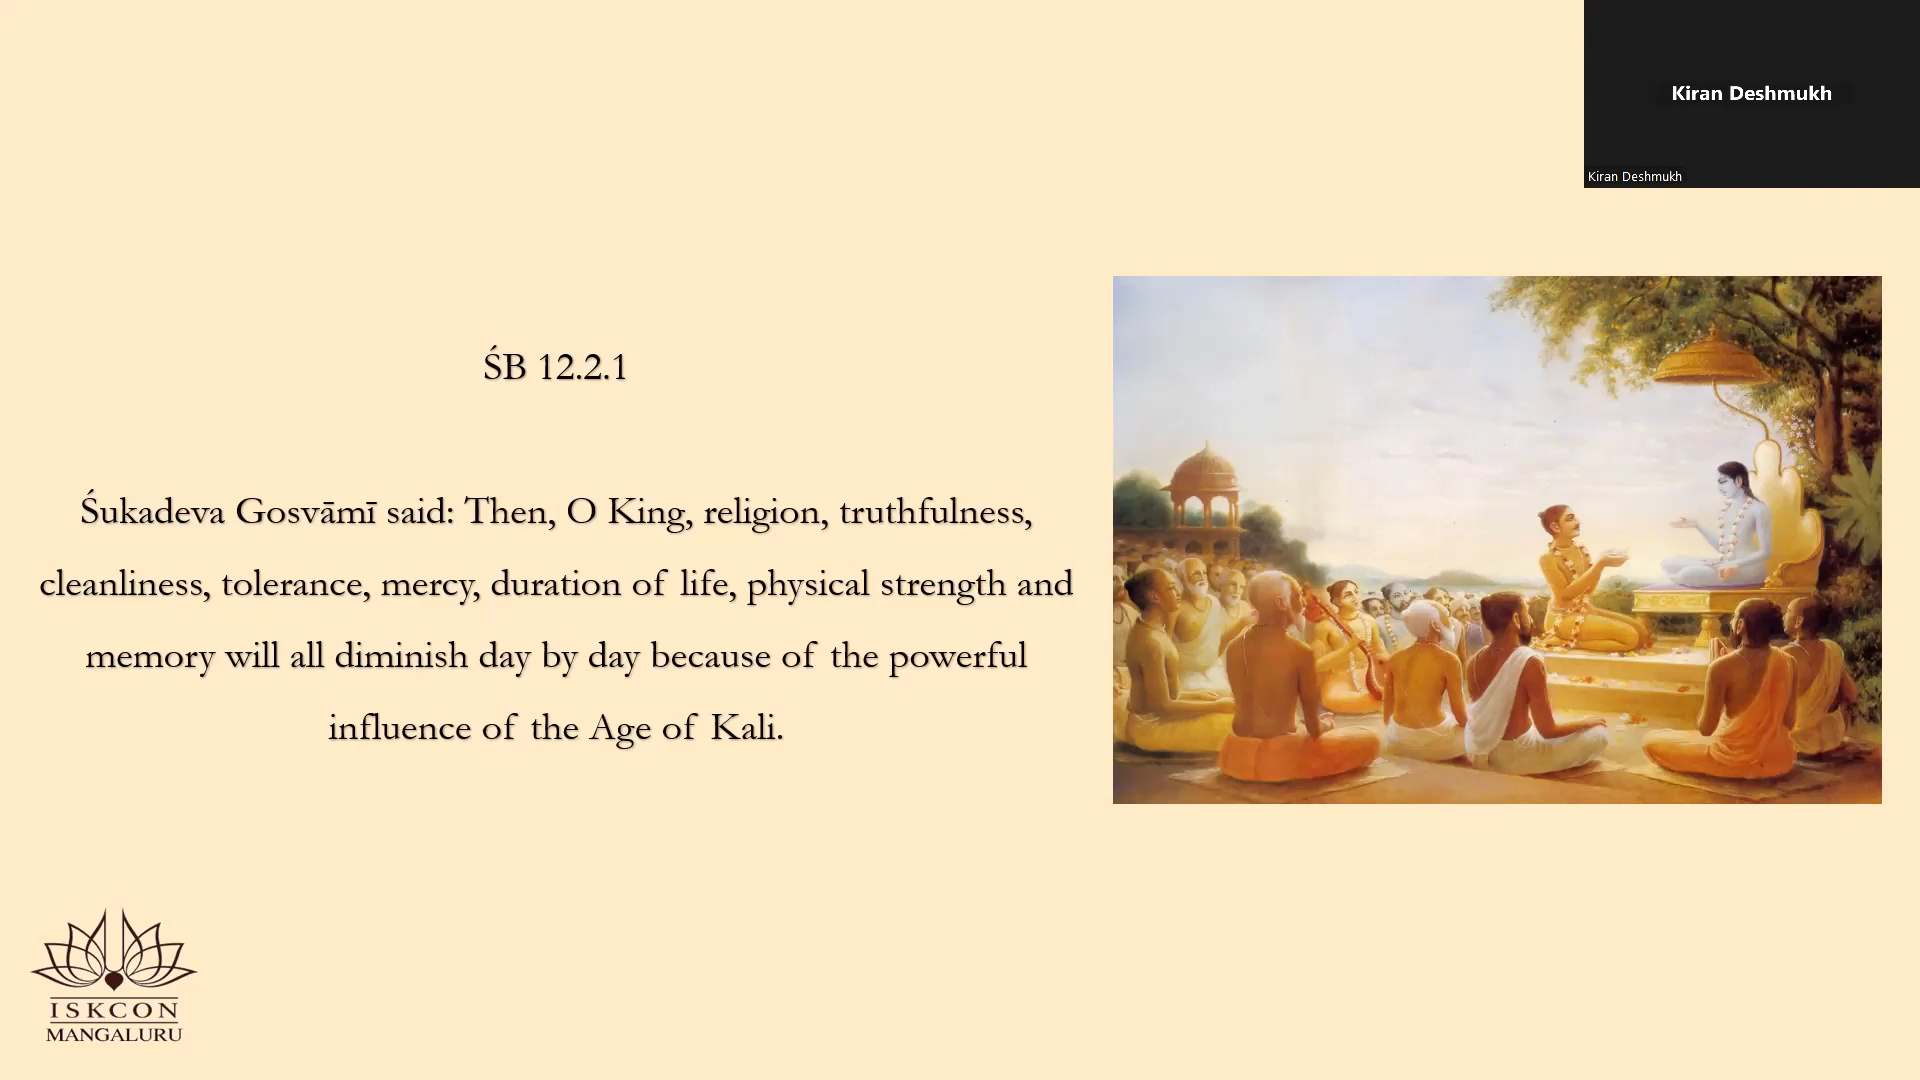 Kiran Deshmukh
Kiran Deshmukh
ŚB 12.2.1
Śukadeva Gosvāmī said: Then, O King, religion, truthfulness,
cleanliness, tolerance, mercy, duration of life, physical strength and
memory will all diminish day by day because of the powerful
influence of the Age of Kali.
ISKCON
MANGALURU